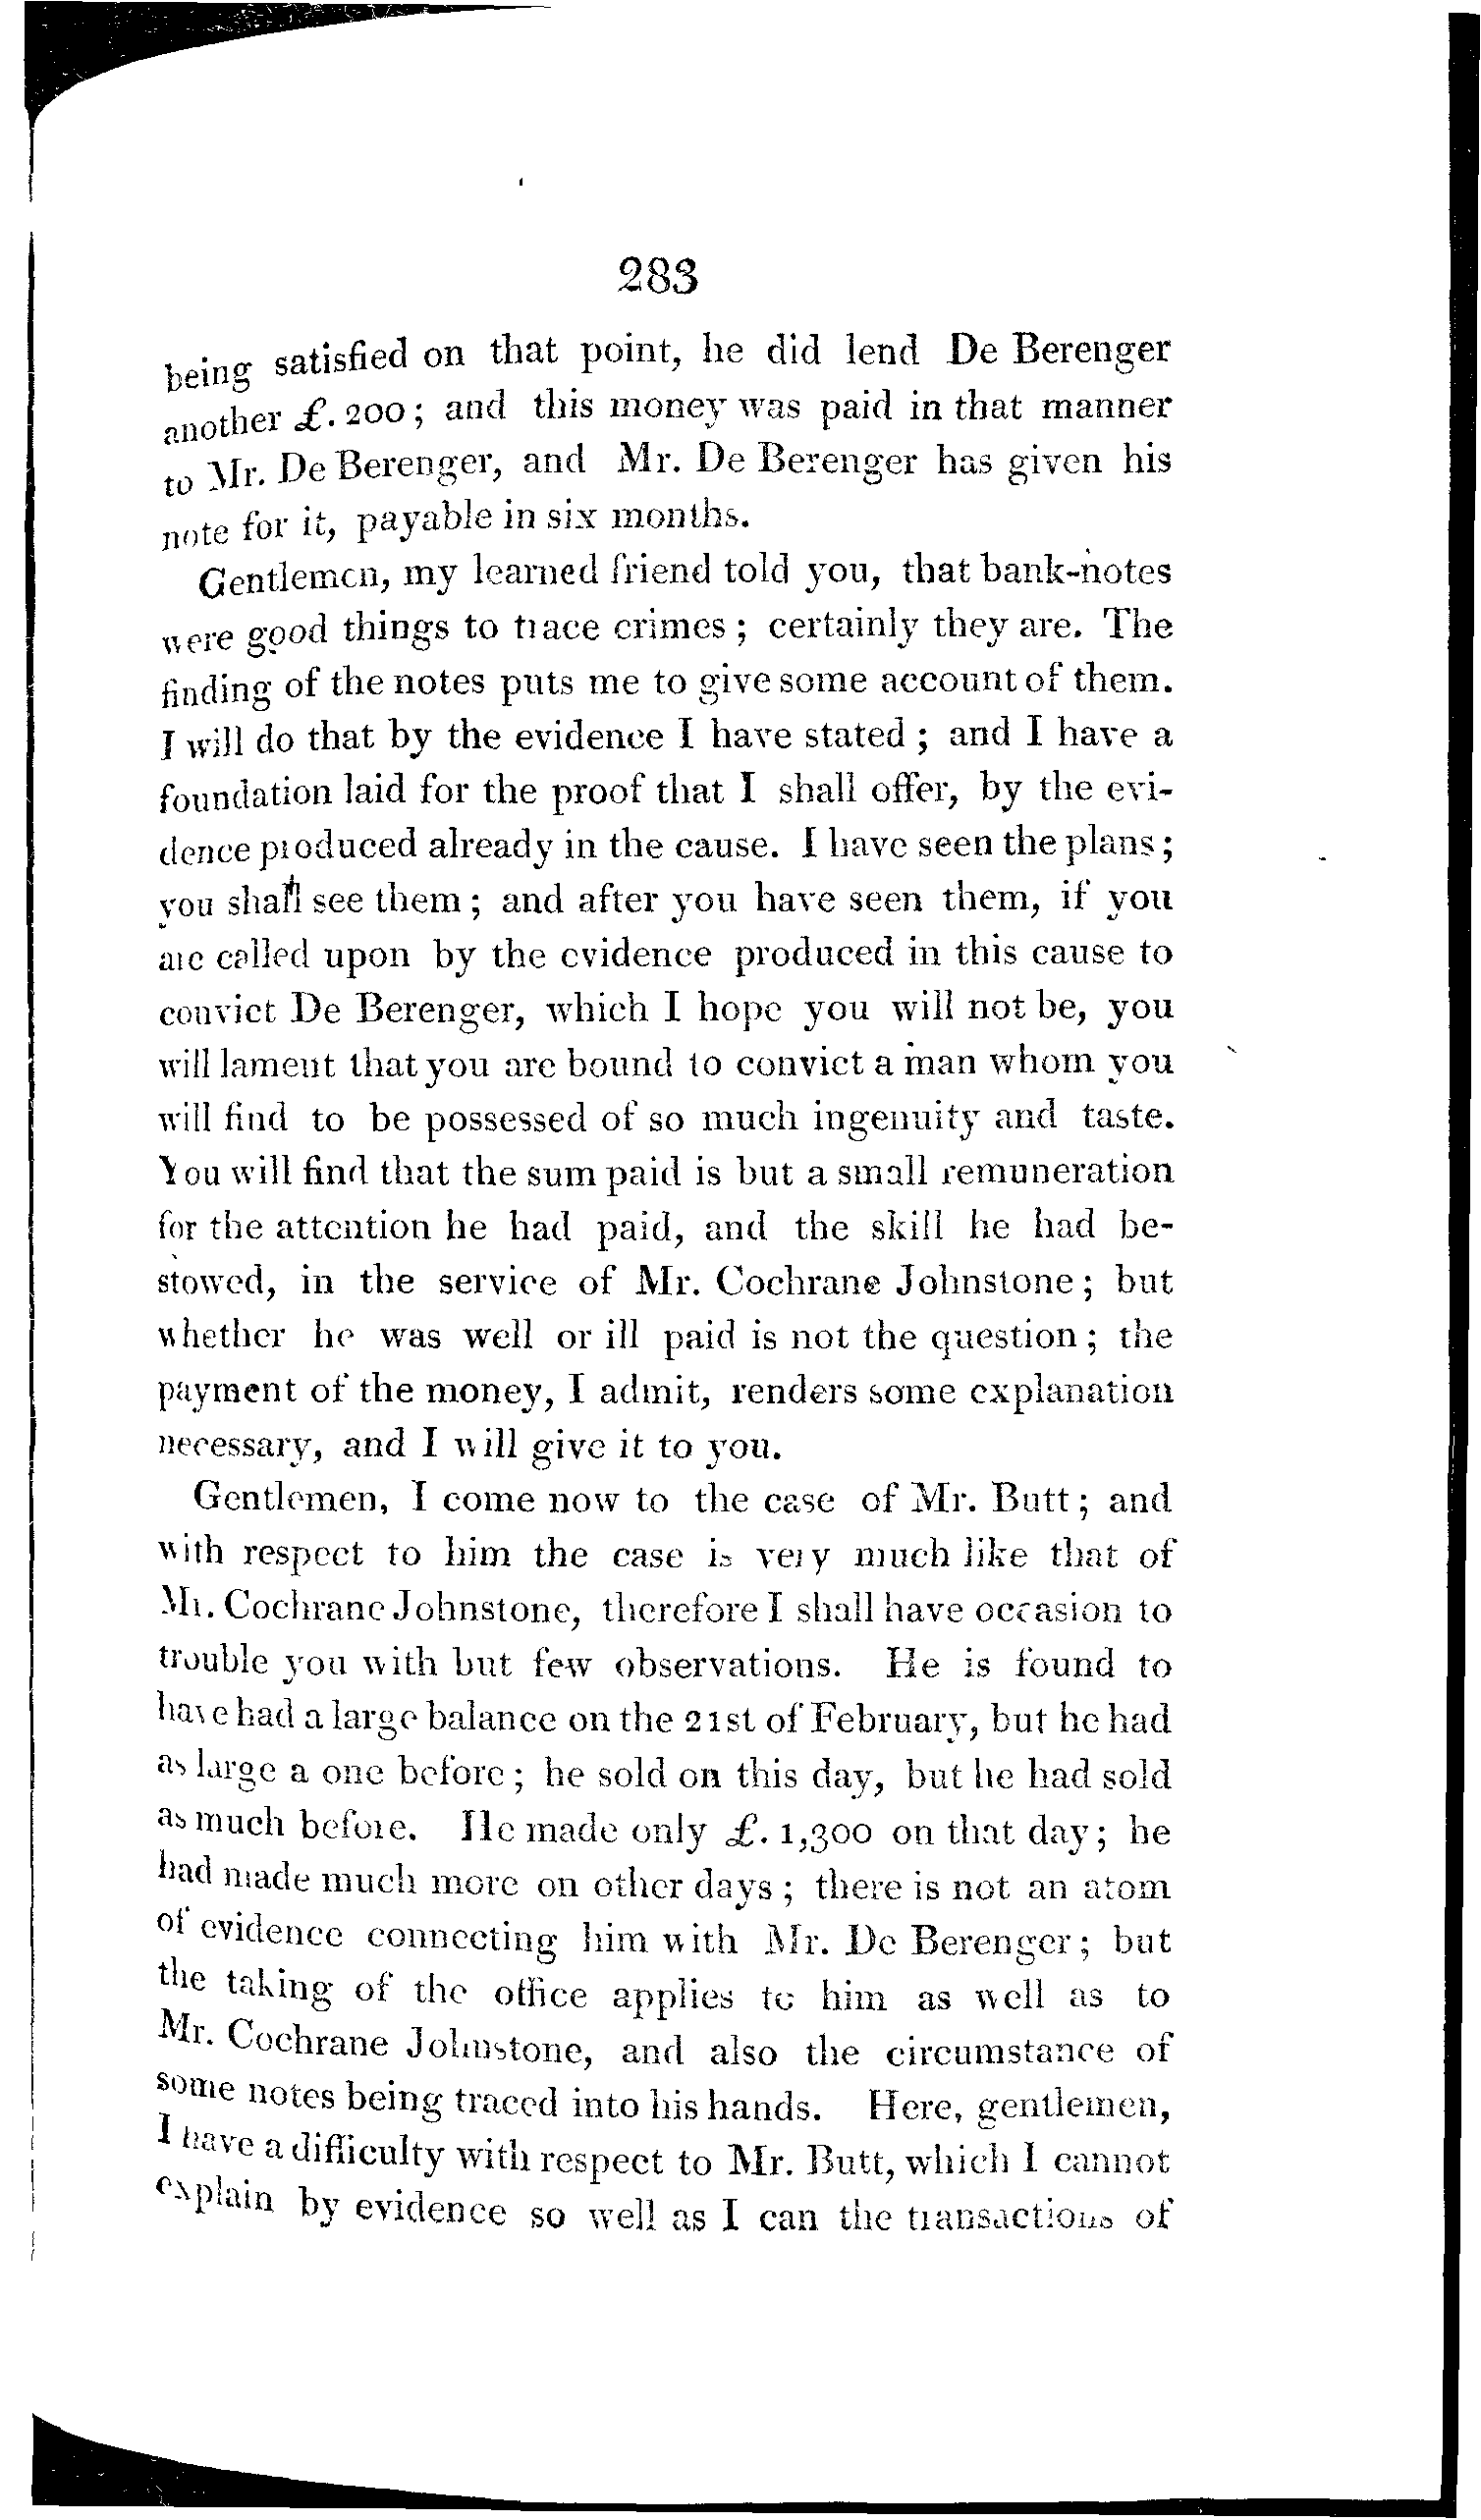 283
being satisfied on that point, he did lend De Berenger
another £. 200; and this money was paid in that manner
to Mr. De Berenger, and Mr. De Berenger has given his
note for it, payable in six months.
Gentlemen, my learned friend told you, that bank-notes
were good things to trace crimes; certainly they are. The
finding of the notes puts me to give some account of them.
I will do that by the evidence I have stated; and I have a
foundation laid for the proof that I shall offer, by the evi-
dence produced already in the cause. I have seen the plans;
you shall see them; and after you have seen them, if you
are called upon by the evidence produced in this cause to
convict De Berenger, which I hope you will not be, you
will lament that you are bound to convict a man whom you
will find to be possessed of so much ingenuity and taste.
You will find that the sum paid is but a small remuneration
for the attention he had paid, and the skill he had be-
stowed, in the service of Mr. Cochrane Johnstone; but
whether he was well or ill paid is not the question; the
payment of the money, I admit, renders some explanation
necessary, and I will give it to you.
Gentlemen, I come now to the case of Mr. Butt; and
with respect to him the case is very much like that of
Mr. Cochrane Johnstone, therefore I shall have occasion to
trouble you with but few observations. He is found to
have had a large balance on the 21st of February, but he had
as large a one before; he sold on this day, but he had sold
as much before. He made only £. 1,300 on that day; he
had made much more on other days; there is not an atom
of evidence connecting him with Mr. De Berenger; but
the taking of the office applies to him as well as to
Mr. Cochrane Johnstone, and also the circumstance of
some notes being traced into his hands. Here, gentlemen,
I have a difficulty with respect to Mr. Butt, which I cannot
explain by evidence so well as I can the transactions of